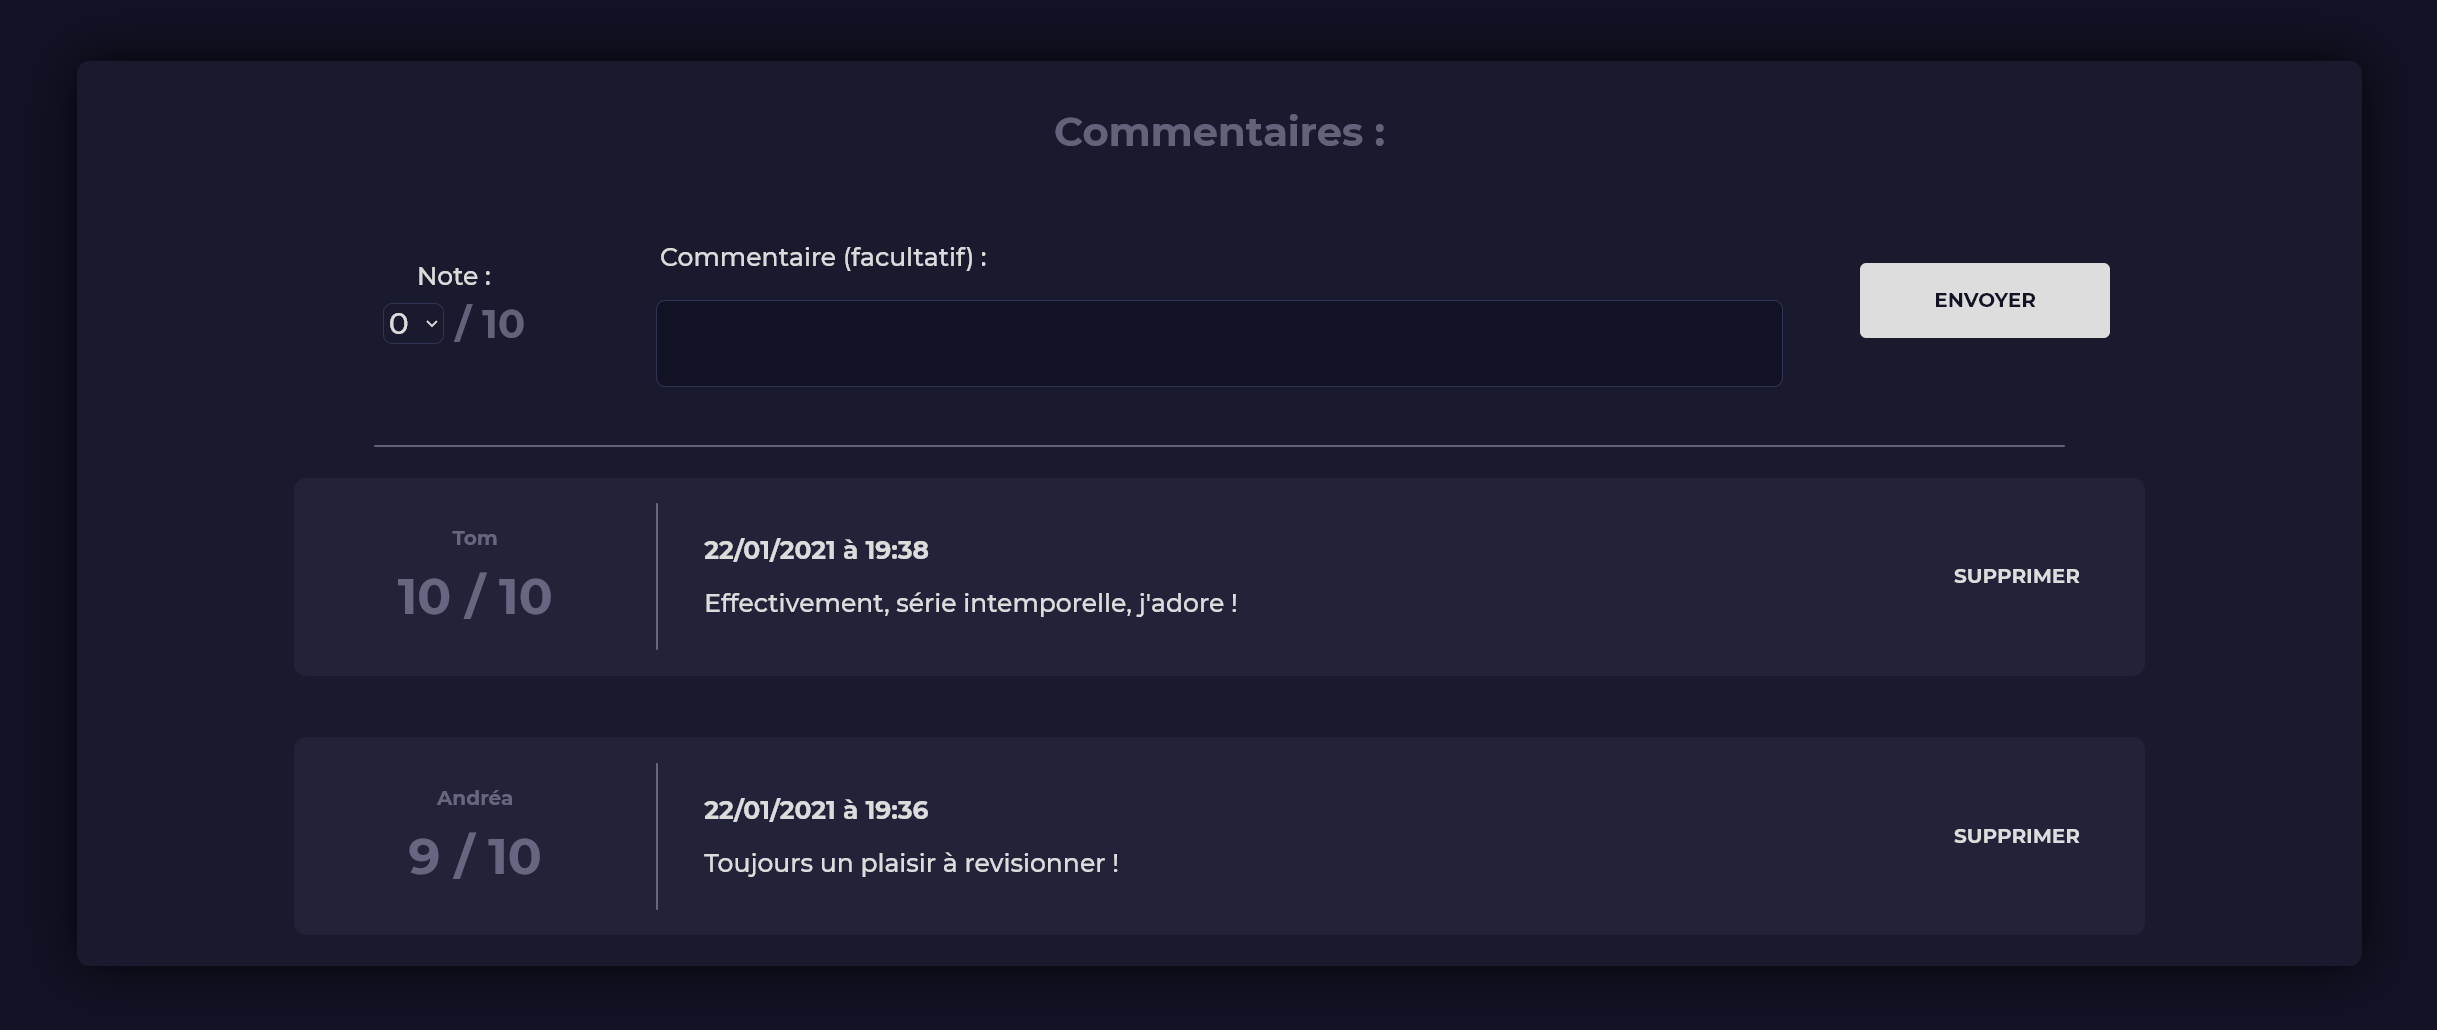 Commentaires :
Note :
0 / 10
Commentaire (facultatif) :
ENVOYER
Tom
10 / 10
22/01/2021 à 19:38
Effectivement, série intemporelle, j'adore !
SUPPRIMER
Andréa
9 / 10
22/01/2021 à 19:36
Toujours un plaisir à revisionner !
SUPPRIMER